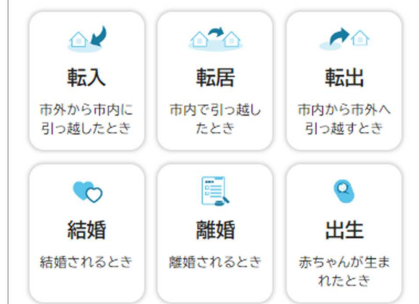 転入
市外から市内に
引っ越したとき
転居
市内で引っ越し
たとき
転出
市内から市外へ
引っ越すとき
結婚
結婚されるとき
離婚
離婚されるとき
出生
赤ちゃんが生ま
れたとき